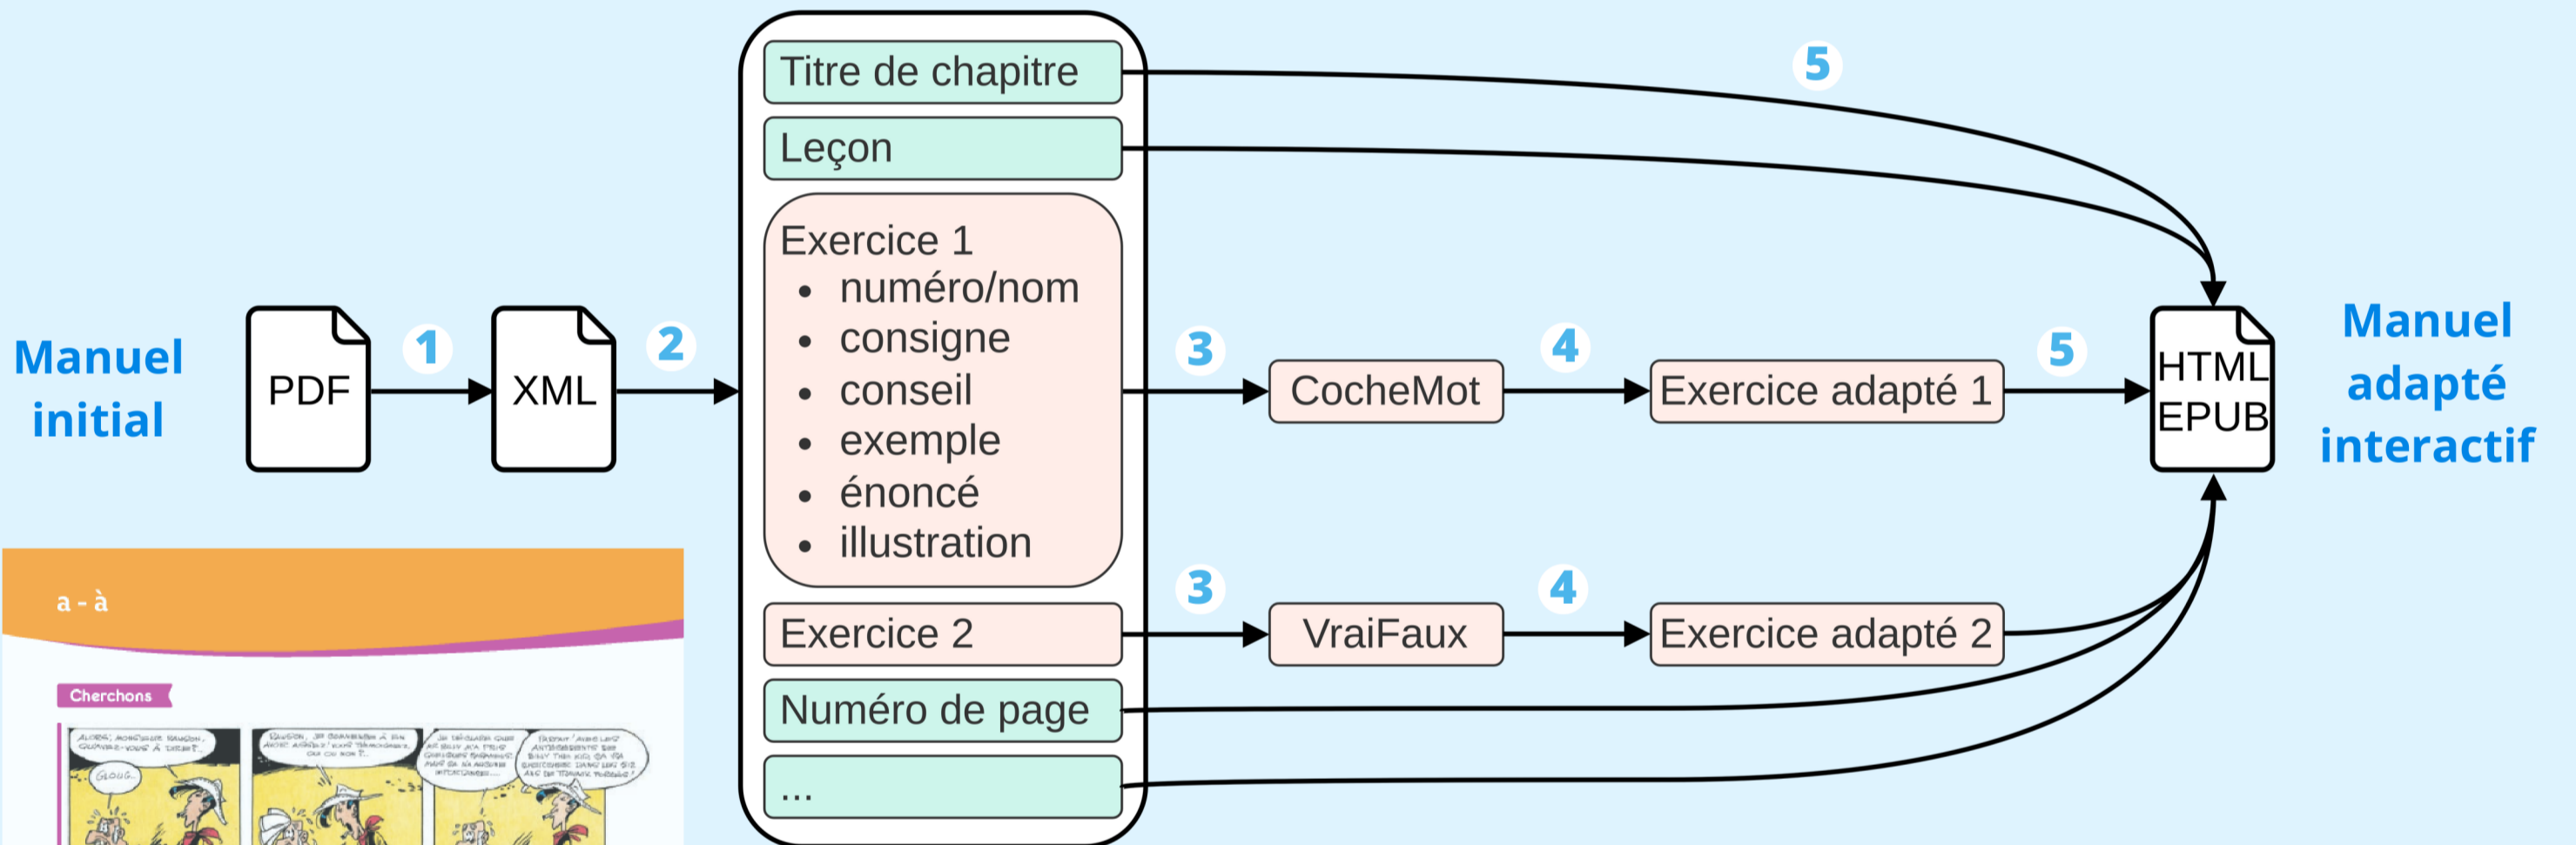 Manuel
initial
PDF
1
XML
2
Titre de chapitre
Leçon
Exercice 1
• numéro/nom
• consigne
• conseil
• exemple
• énoncé
• illustration
Exercice 2
Numéro de page
...
3
CocheMot
4
Exercice adapté 1
5
3
VraiFaux
4
Exercice adapté 2
5
HTML
EPUB
Manuel
adapté
interactif
a - à
Cherchons
GLOUG...